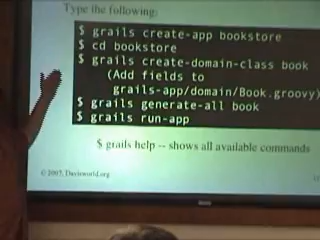 Type the following:
$ grails create-app bookstore
$ cd bookstore
$ grails create-domain-class book
(Add fields to
grails-app/domain/Book.groovy)
$ grails generate-all book
$ grails run-app
$ grails help -- shows all available commands
© 2007, Davisworld.org